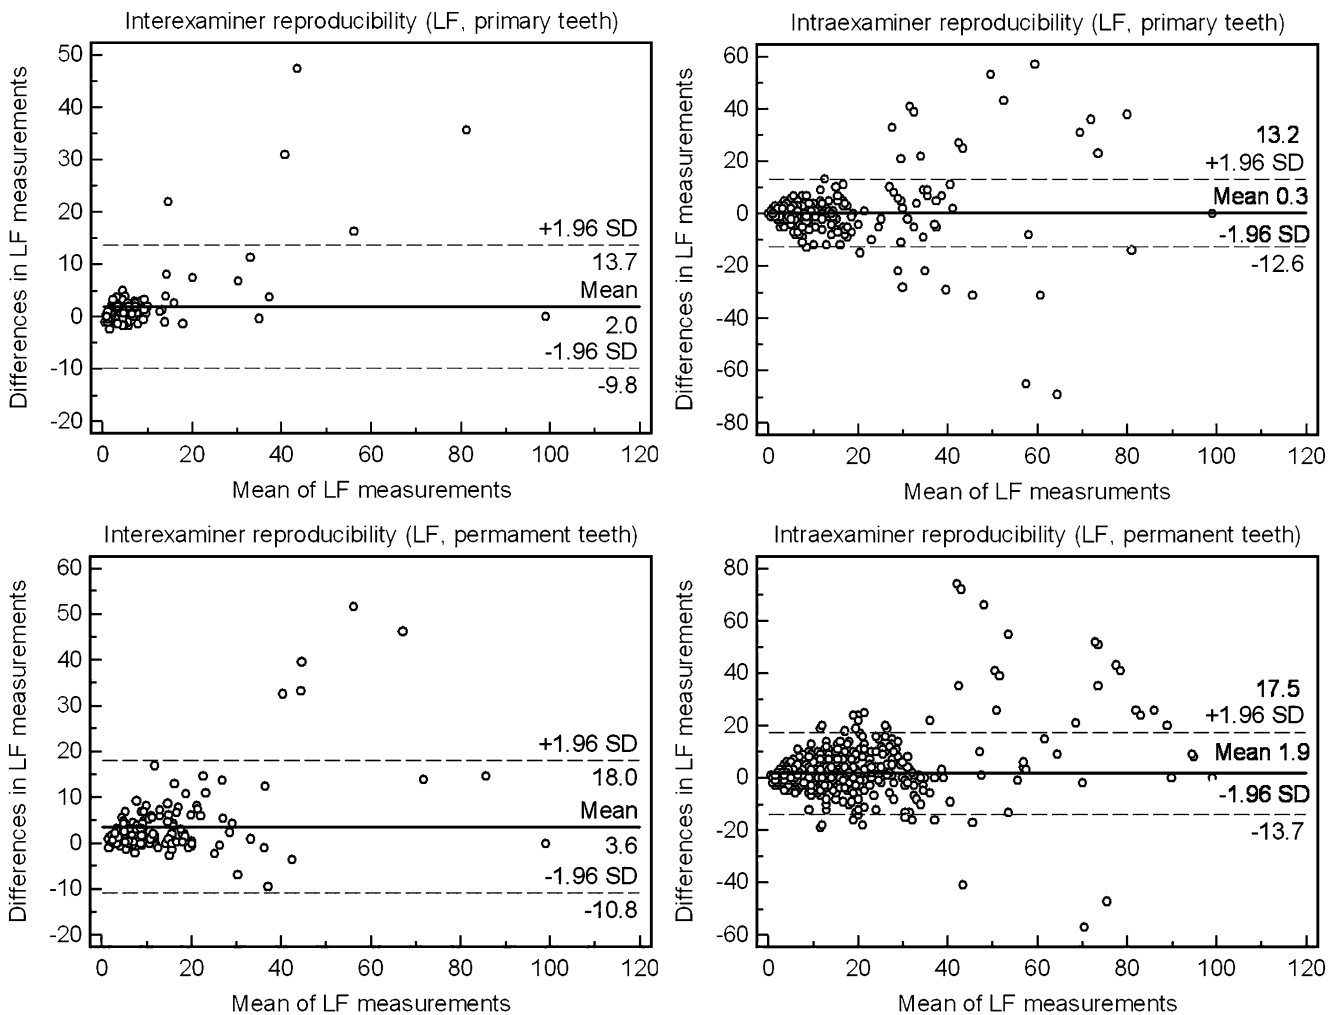 Interexaminer reproducibility (LF, primary teeth)
Differences in LF measurements
50
40
30
20
10
0
-10
-20
+1.96 SD
13.7
Mean
2.0
-1.96 SD
-9.8
0 20 40 60 80 100 120
Mean of LF measurements
Intraexaminer reproducibility (LF, primary teeth)
Differences in LF measurements
60
40
20
0
-20
-40
-60
-80
13.2
+1.96 SD
Mean 0.3
-1.96 SD
-12.6
0 20 40 60 80 100 120
Mean of LF measruments
Interexaminer reproducibility (LF, permament teeth)
Differences in LF measurements
60
50
40
30
20
10
0
-10
-20
+1.96 SD
18.0
Mean
3.6
-1.96 SD
-10.8
0 20 40 60 80 100 120
Mean of LF measurements
Intraexaminer reproducibility (LF, permanent teeth)
Differences in LF measurements
80
60
40
20
0
-20
-40
-60
17.5
+1.96 SD
Mean 1.9
-1.96 SD
-13.7
0 20 40 60 80 100 120
Mean of LF measurements